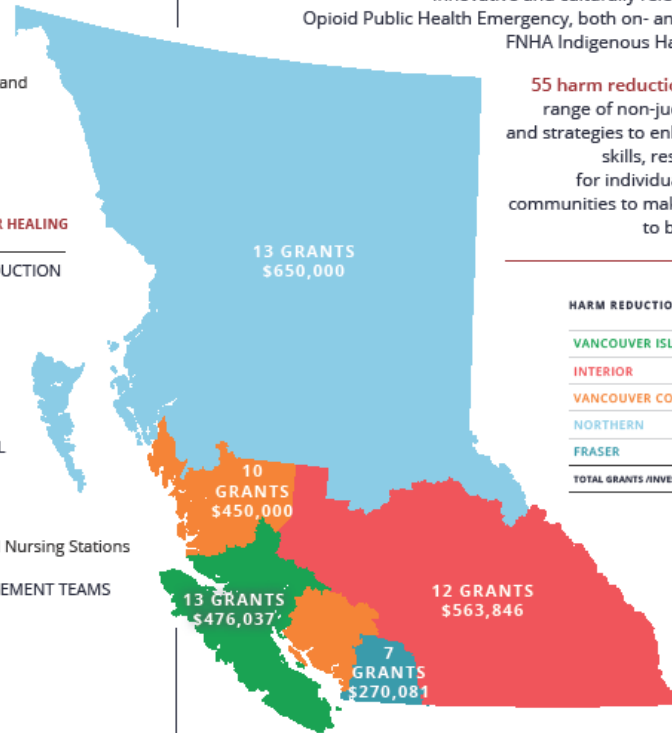 Opioid Public Health Emergency, both on- an
FNHA Indigenous Ha
and
55 harm reductio
range of non-ju
and strategies to en
skills, res
for individua
communities to mak
to b
R HEALING
UCTION
13 GRANTS
$650,000
HARM REDUCTIO
VANCOUVER ISL
INTERIOR
VANCOUVER CO
NORTHERN
FRASER
TOTAL GRANTS /INVES
L
10
GRANTS
$450,000
Nursing Stations
EMENT TEAMS
13 GRANTS
$476,037
12 GRANTS
$563,846
7
GRANTS
$270,081